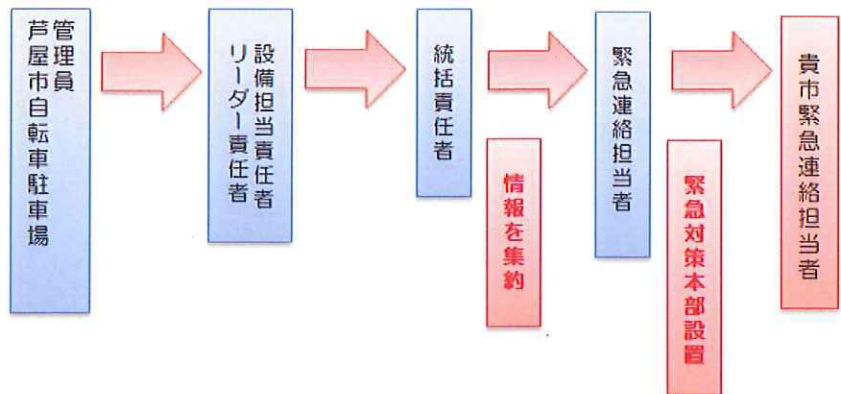 管理員
芦屋市自転車駐車場
設備担当責任者
リーダー責任者
統括責任者
情報を集約
緊急連絡担当者
緊急対策本部設置
貴市緊急連絡担当者